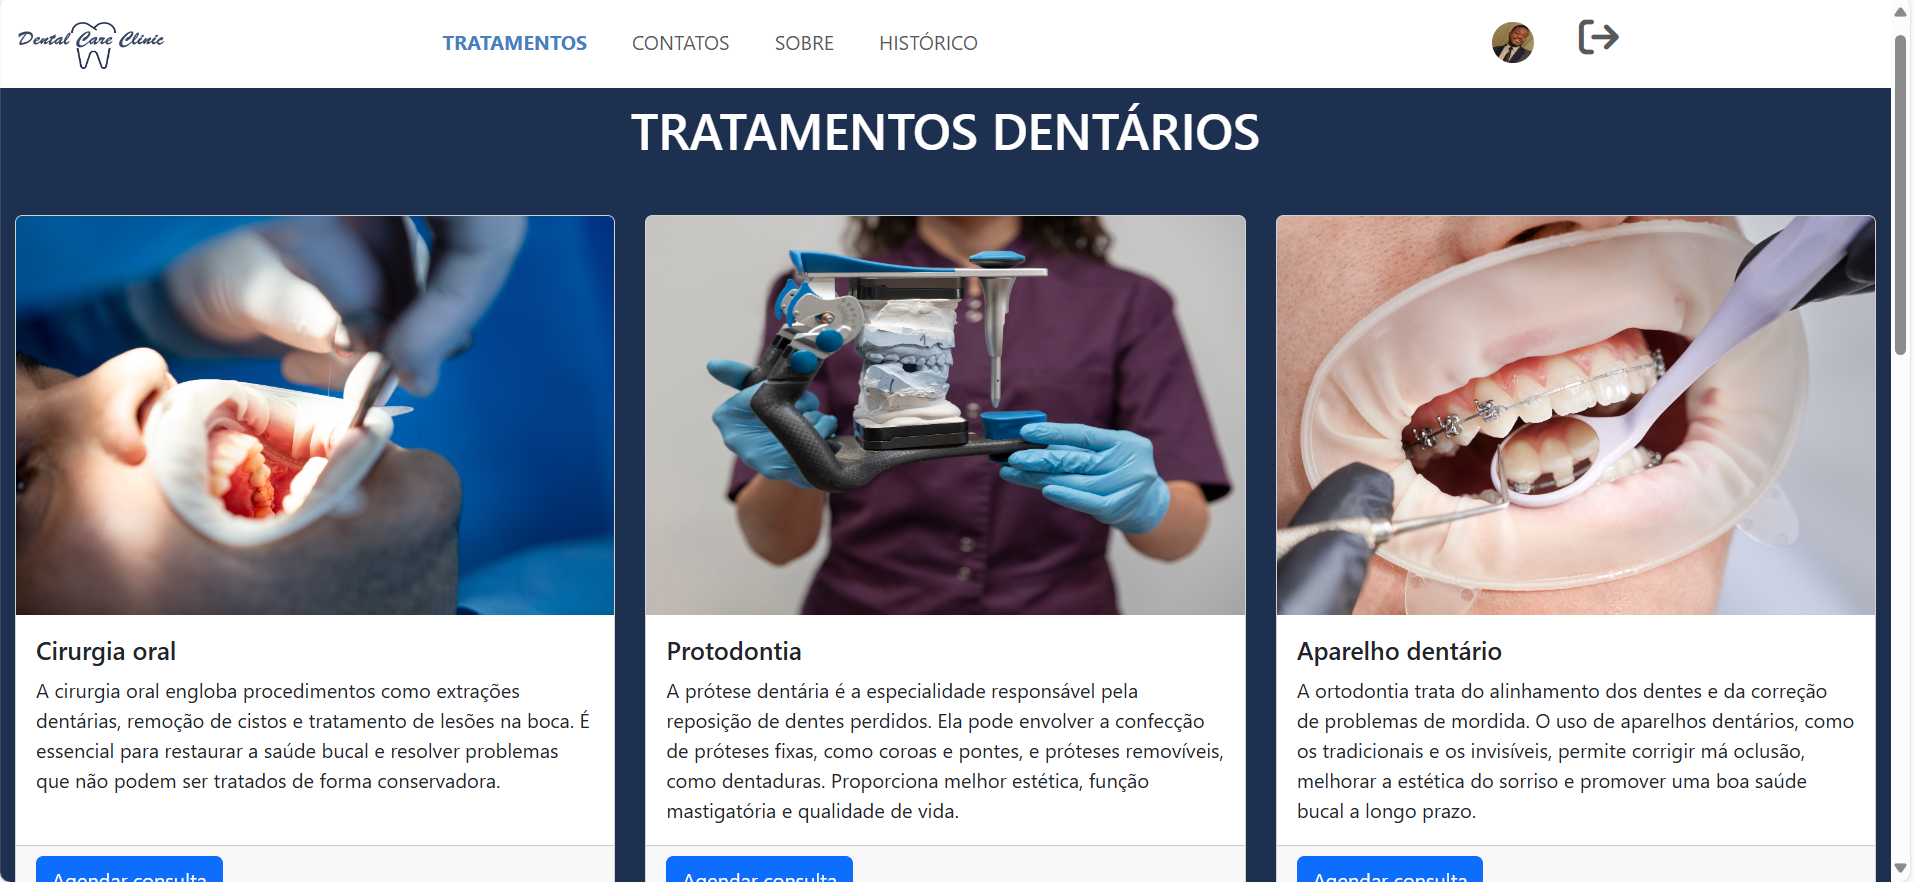 Dental Care Clinic
TRATAMENTOS
CONTATOS
SOBRE
HISTÓRICO
TRATAMENTOS DENTÁRIOS
Cirurgia oral
A cirurgia oral engloba procedimentos como extrações
dentárias, remoção de cistos e tratamento de lesões na boca. É
essencial para restaurar a saúde bucal e resolver problemas
que não podem ser tratados de forma conservadora.
Agendar consulta
Protodontia
A prótese dentária é a especialidade responsável pela
reposição de dentes perdidos. Ela pode envolver a confecção
de próteses fixas, como coroas e pontes, e próteses removíveis,
como dentaduras. Proporciona melhor estética, função
mastigatória e qualidade de vida.
Agendar consulta
Aparelho dentário
A ortodontia trata do alinhamento dos dentes e da correção
de problemas de mordida. O uso de aparelhos dentários, como
os tradicionais e os invisíveis, permite corrigir má oclusão,
melhorar a estética do sorriso e promover uma boa saúde
bucal a longo prazo.
Agendar consulta